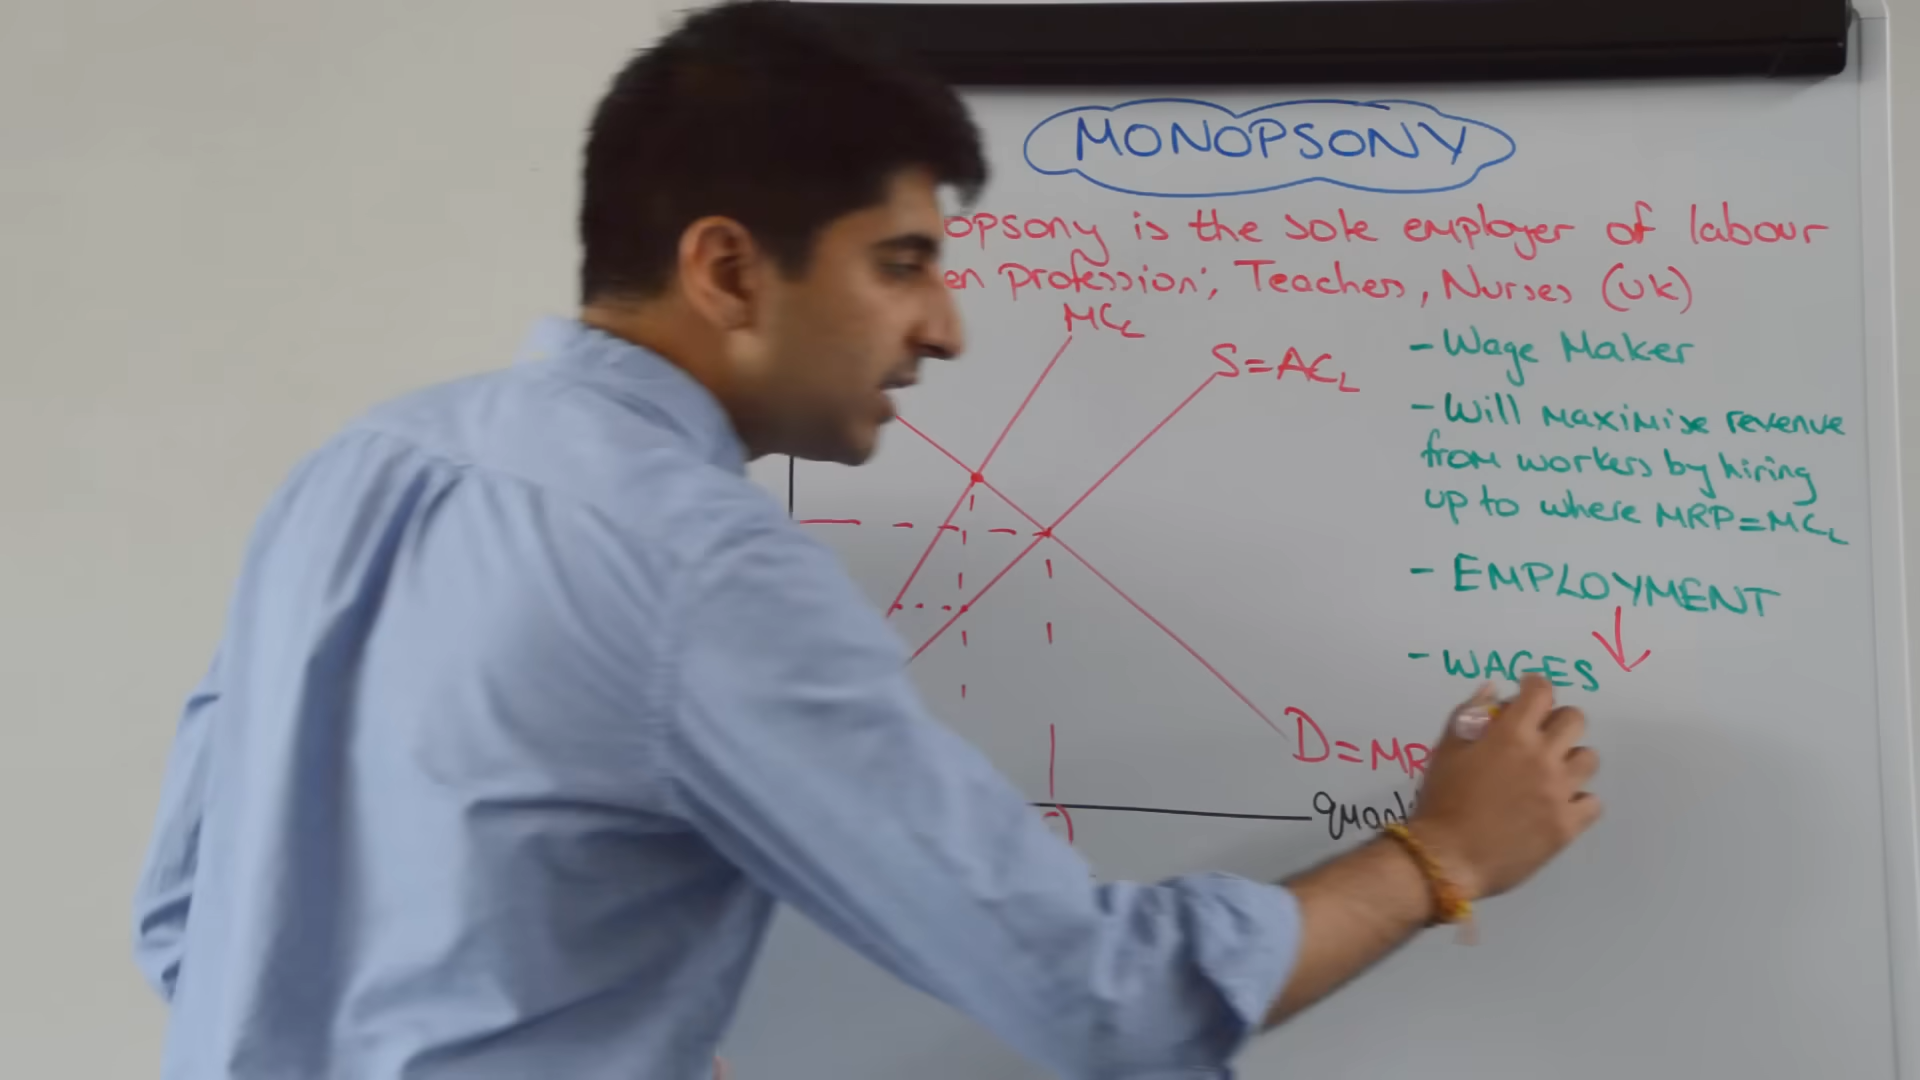 MONOPSONY
opsony is the sole employer of labour
en profession; Teachers, Nurses (UK)
MCL
S=ACL
- Wage Maker
- Will maximise revenue
from workers by hiring
up to where MRP=MCL
- EMPLOYMENT
- WAGES
D=MR
quanti